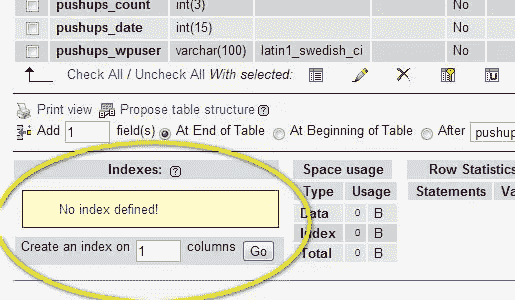 pushups_count int(3) No
pushups_date int(15) No
pushups_wpuser varchar(100) latin1_swedish_ci No
Check All / Uncheck All With selected:
Print view Propose table structure
Add 1 field(s) At End of Table At Beginning of Table After pushup
Indexes: Space usage Row Statistics
Type Usage Statements Va
No index defined! Data 0 B
Create an index on 1 columns Go Index 0 B
Total 0 B